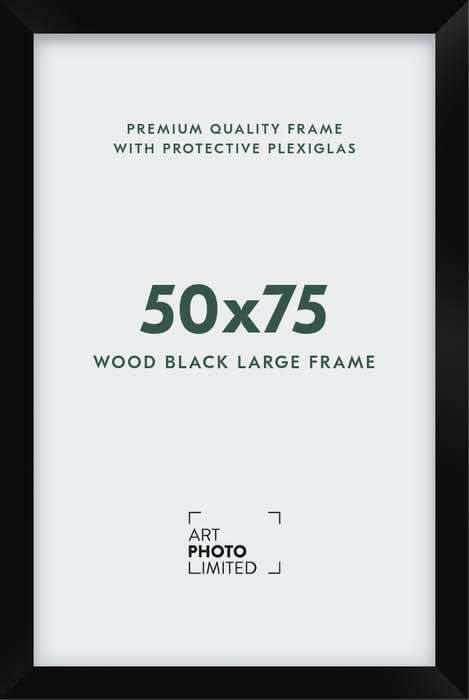 PREMIUM QUALITY FRAME
WITH PROTECTIVE PLEXIGLAS
50x75
WOOD BLACK LARGE FRAME
ART
PHOTO
LIMITED